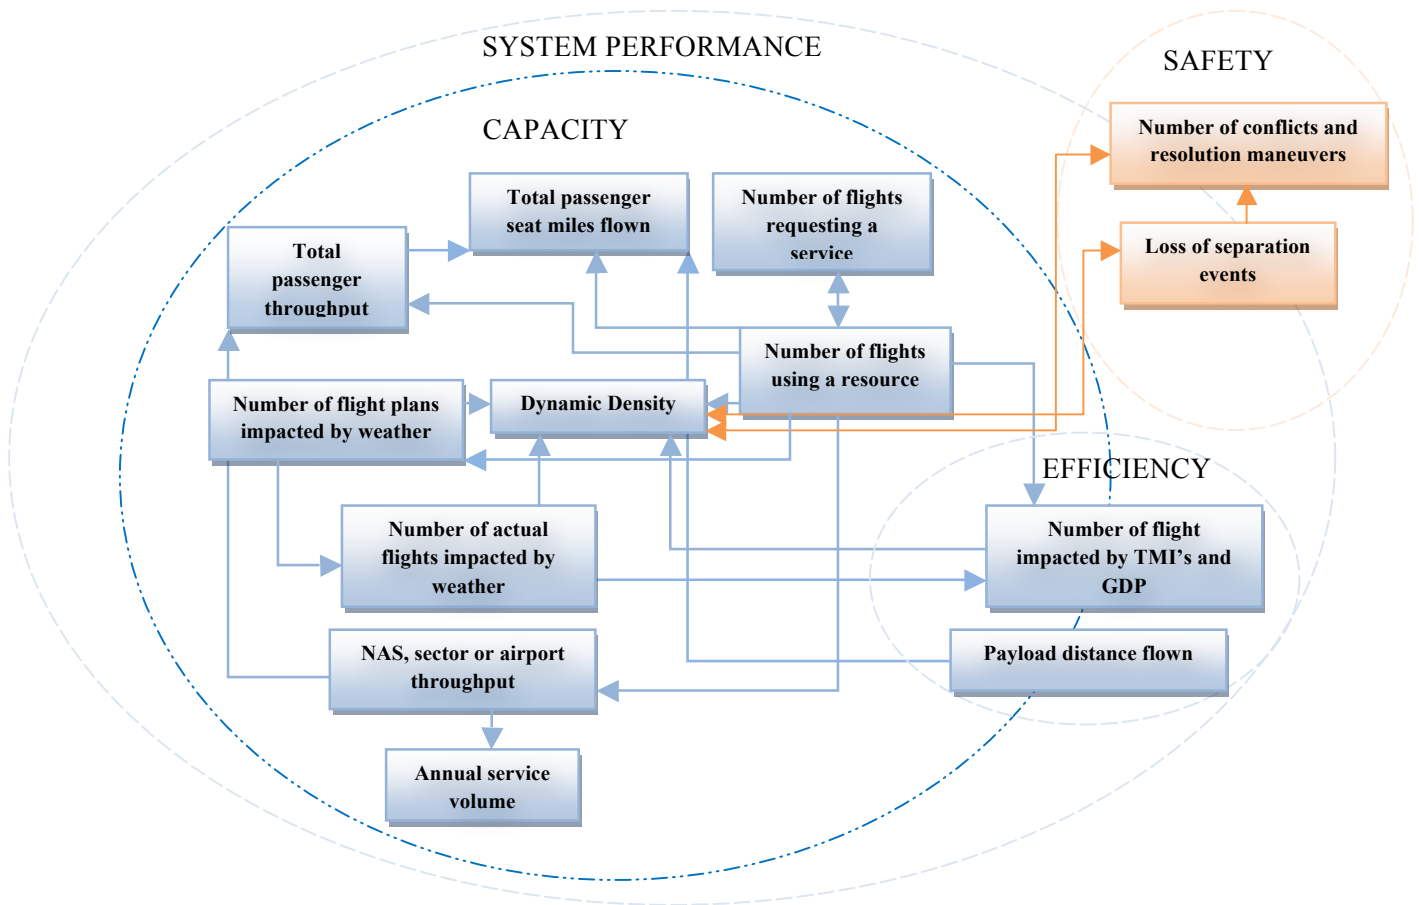 SYSTEM PERFORMANCE
SAFETY
CAPACITY
Number of conflicts and
resolution maneuvers
Total passenger
seat miles flown
Number of flights
requesting a
service
Total
passenger
throughput
Loss of separation
events
Number of flights
using a resource
Number of flight plans
impacted by weather
Dynamic Density
EFFICIENCY
Number of actual
flights impacted by
weather
Number of flight
impacted by TMI’s and
GDP
NAS, sector or airport
throughput
Payload distance flown
Annual service
volume